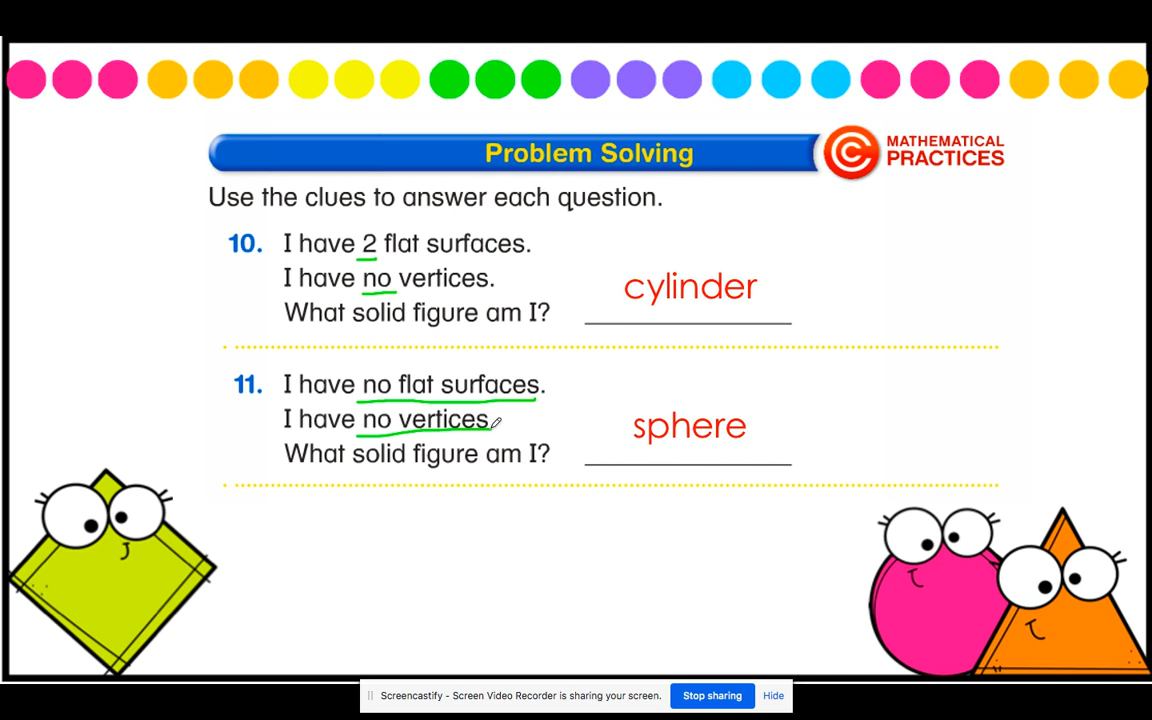 Problem Solving
MATHEMATICAL
PRACTICES
Use the clues to answer each question.
10. I have 2 flat surfaces.
I have no vertices.
What solid figure am I?
cylinder
11. I have no flat surfaces.
I have no vertices.
What solid figure am I?
sphere
Screencastify - Screen Video Recorder is sharing your screen. Stop sharing Hide